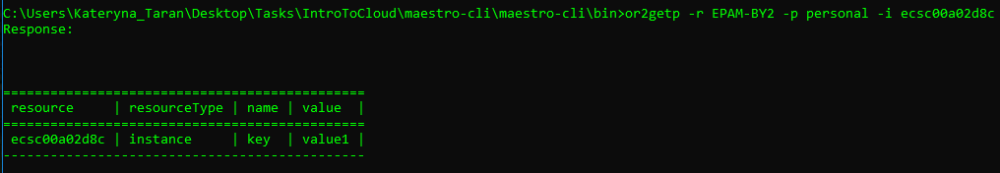 C:\Users\Kateryna_Taran\Desktop\Tasks\IntroToCloud\maestro-cli\maestro-cli\bin>or2getp -r EPAM-BY2 -p personal -i ecsc00a02d8c
Response:
==============================================
 resource     | resourceType | name | value  |
==============================================
 ecsc00a02d8c | instance     | key  | value1 |
----------------------------------------------